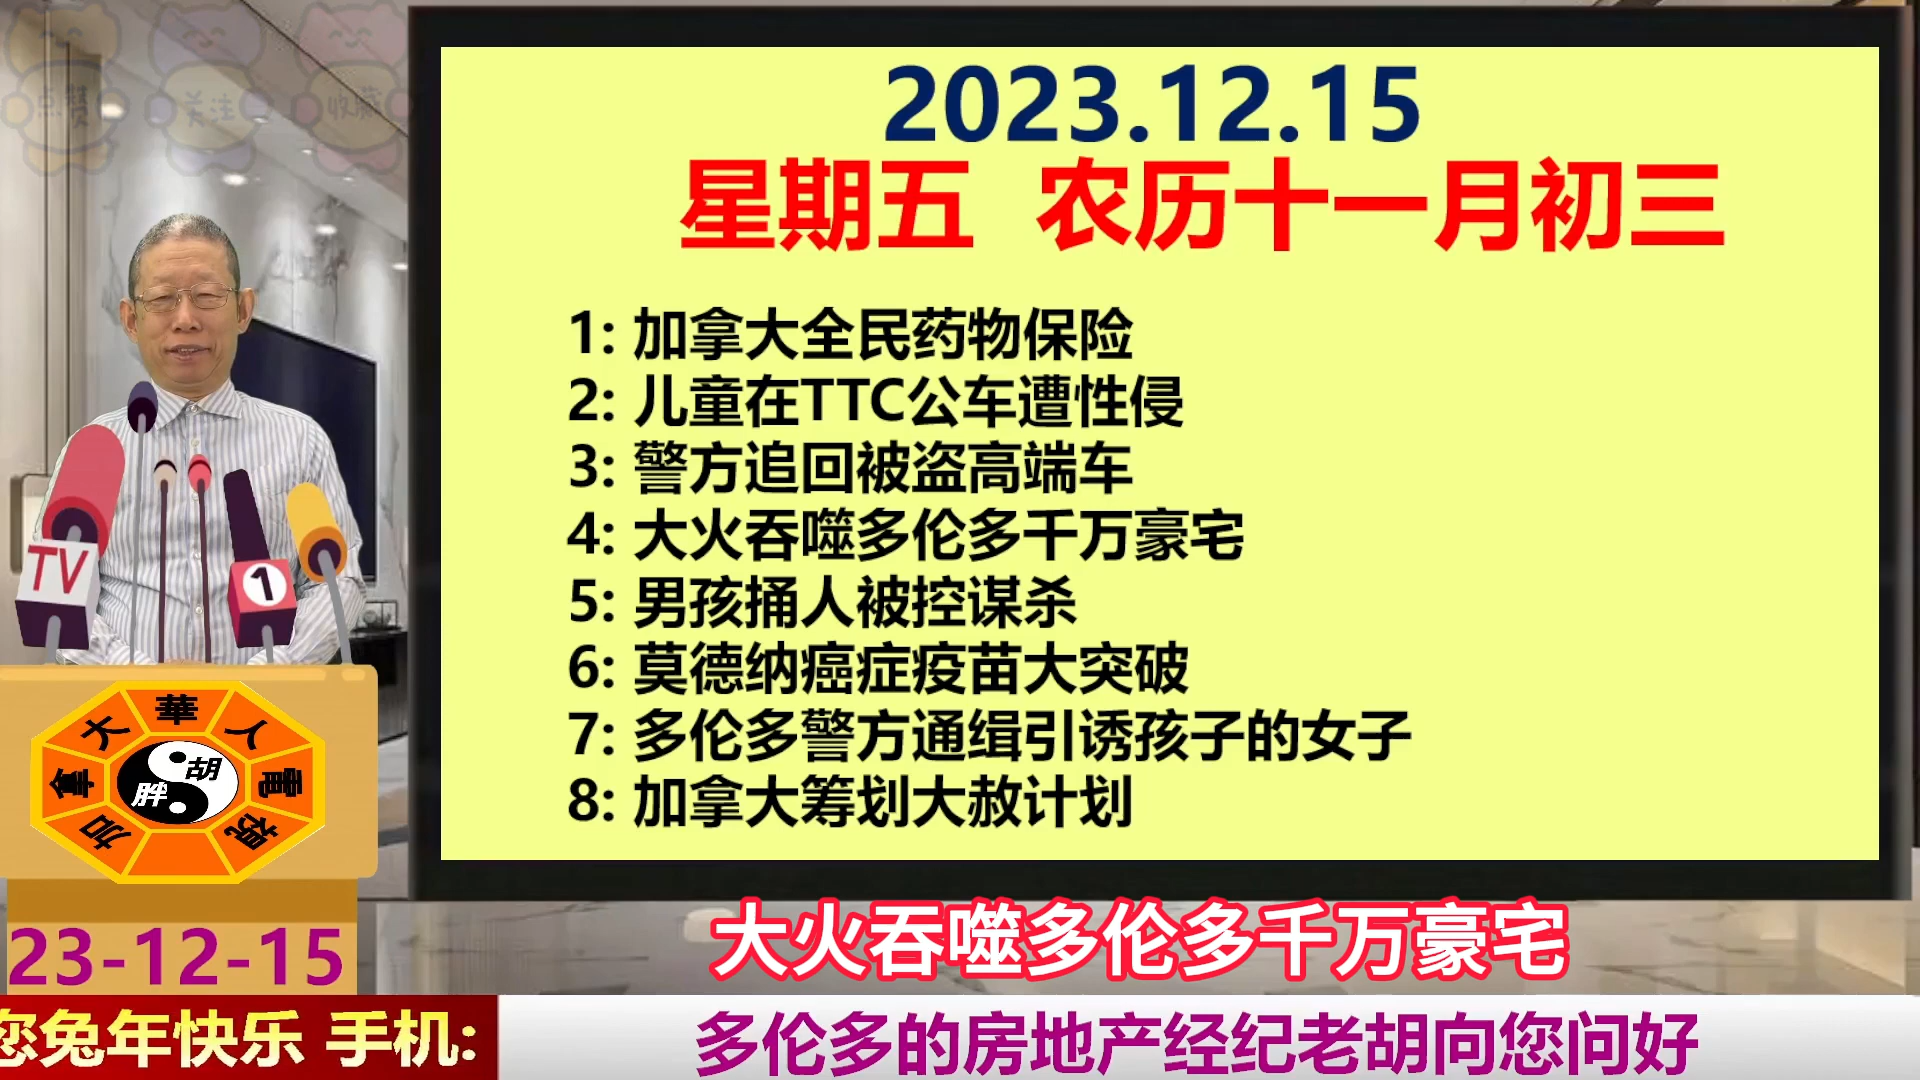 点赞 关注 收藏
2023.12.15
星期五 农历十一月初三
1: 加拿大全民药物保险
2: 儿童在TTC公车遭性侵
3: 警方追回被盗高端车
4: 大火吞噬多伦多千万豪宅
5: 男孩捅人被控谋杀
6: 莫德纳癌症疫苗大突破
7: 多伦多警方通缉引诱孩子的女子
8: 加拿大筹划大赦计划
TV
1
加拿大華人電視
胖胡
23-12-15
大火吞噬多伦多千万豪宅
您兔年快乐 手机:
多伦多的房地产经纪老胡向您问好